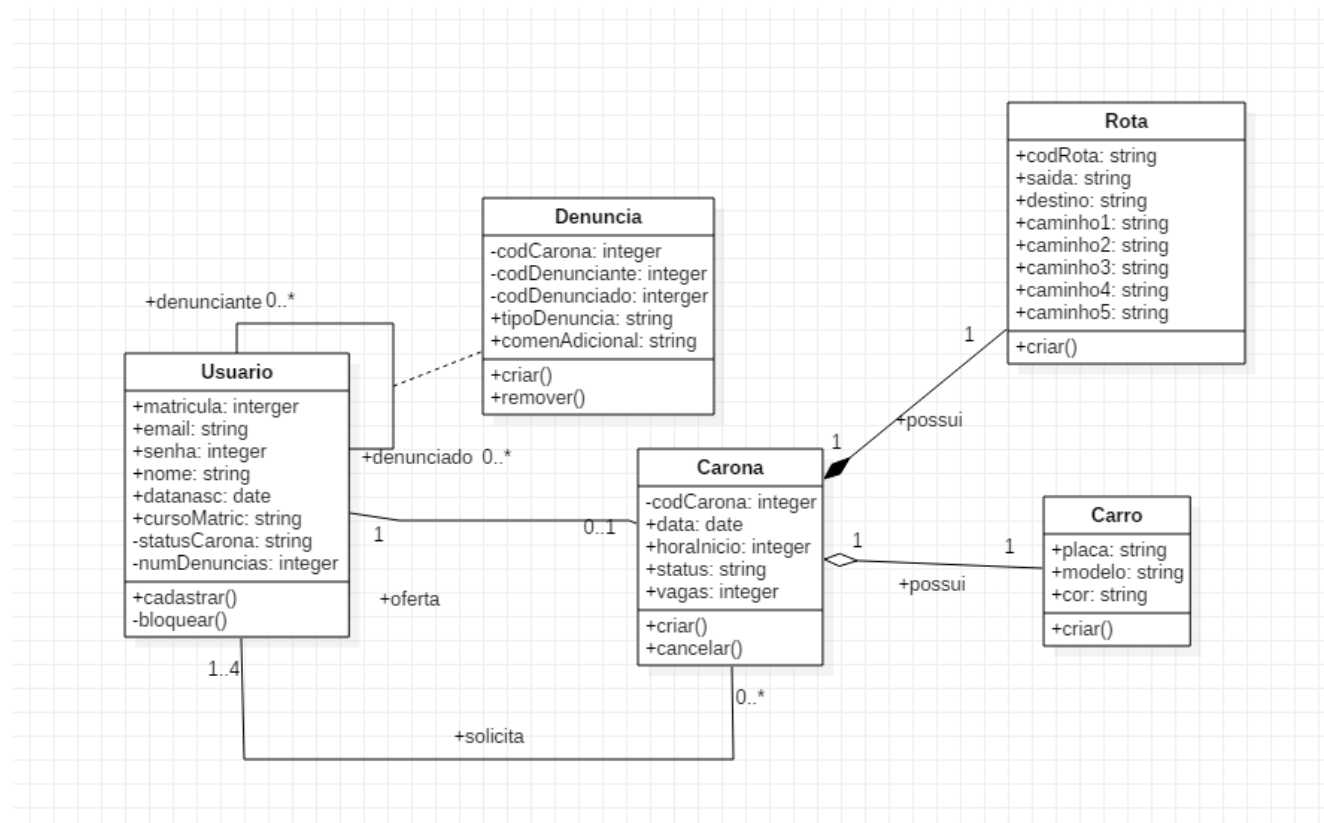 Rota
+codRota: string
+saida: string
+destino: string
+caminho1: string
+caminho2: string
+caminho3: string
+caminho4: string
+caminho5: string
+criar()
Denuncia
-codCarona: integer
-codDenunciante: integer
-codDenunciado: interger
+tipoDenuncia: string
+comenAdicional: string
+criar()
+remover()
+denunciante 0..*
Usuario
+matricula: interger
+email: string
+senha: integer
+nome: string
+datanasc: date
+cursoMatric: string
-statusCarona: string
-numDenuncias: integer
+cadastrar()
-bloquear()
+denunciado 0..*
1
0..1
+oferta
Carona
-codCarona: integer
+data: date
+horaInicio: integer
+status: string
+vagas: integer
+criar()
+cancelar()
1
+possui
1
Carro
+placa: string
+modelo: string
+cor: string
+criar()
1
1
+possui
1..4
0..*
+solicita